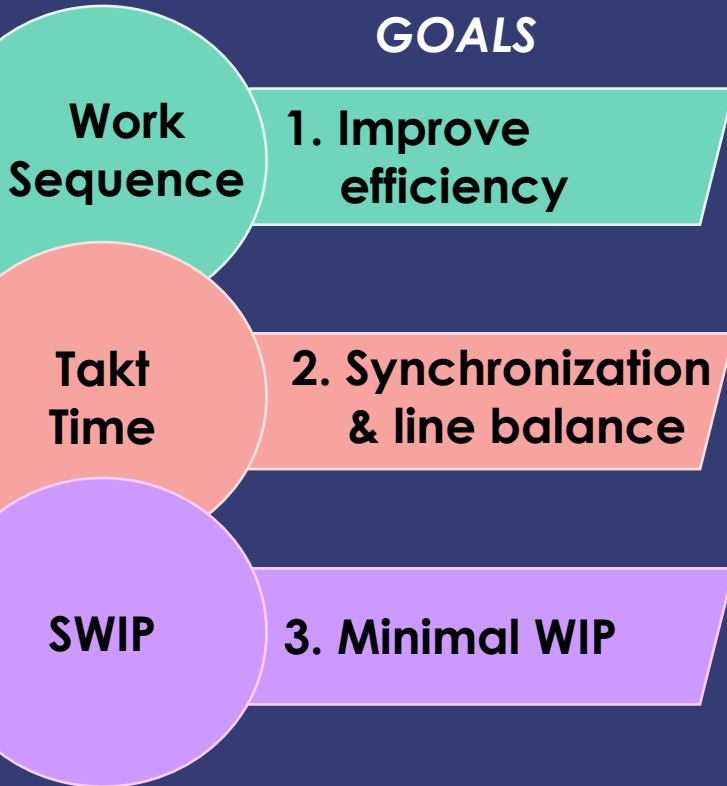 GOALS
Work
Sequence
1. Improve
efficiency
Takt
Time
2. Synchronization
& line balance
SWIP
3. Minimal WIP